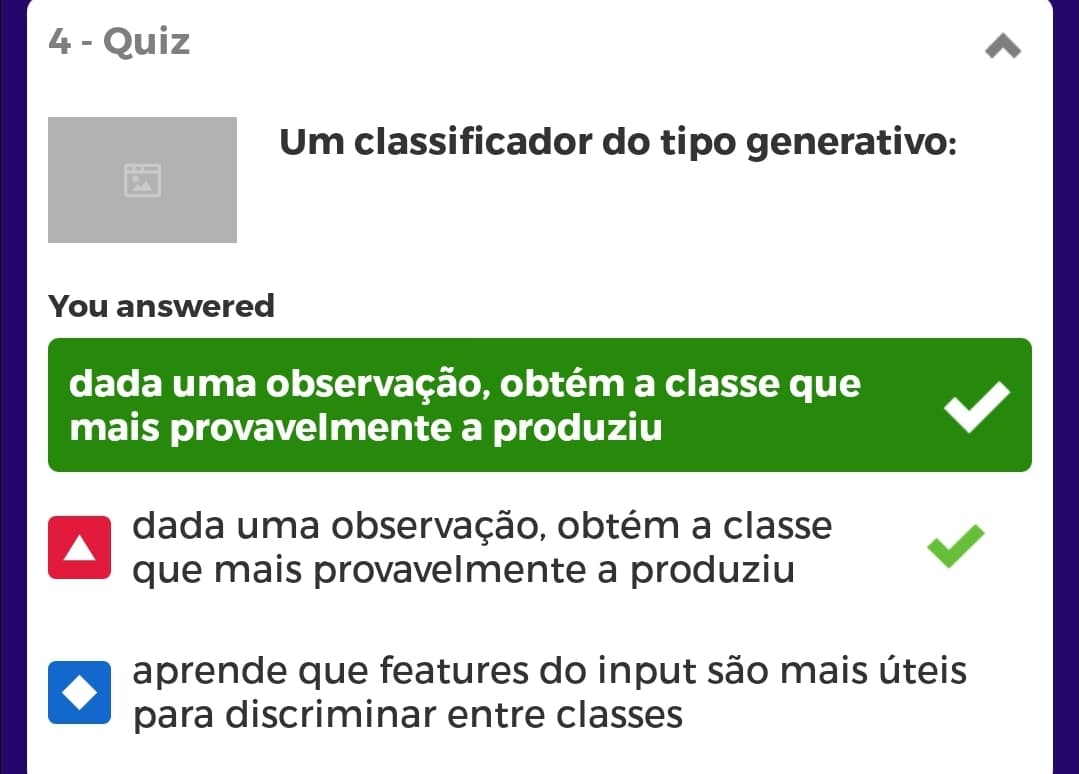 4 - Quiz
Um classificador do tipo generativo:
You answered
dada uma observação, obtém a classe que
mais provavelmente a produziu
dada uma observação, obtém a classe
que mais provavelmente a produziu
aprende que features do input são mais úteis
para discriminar entre classes